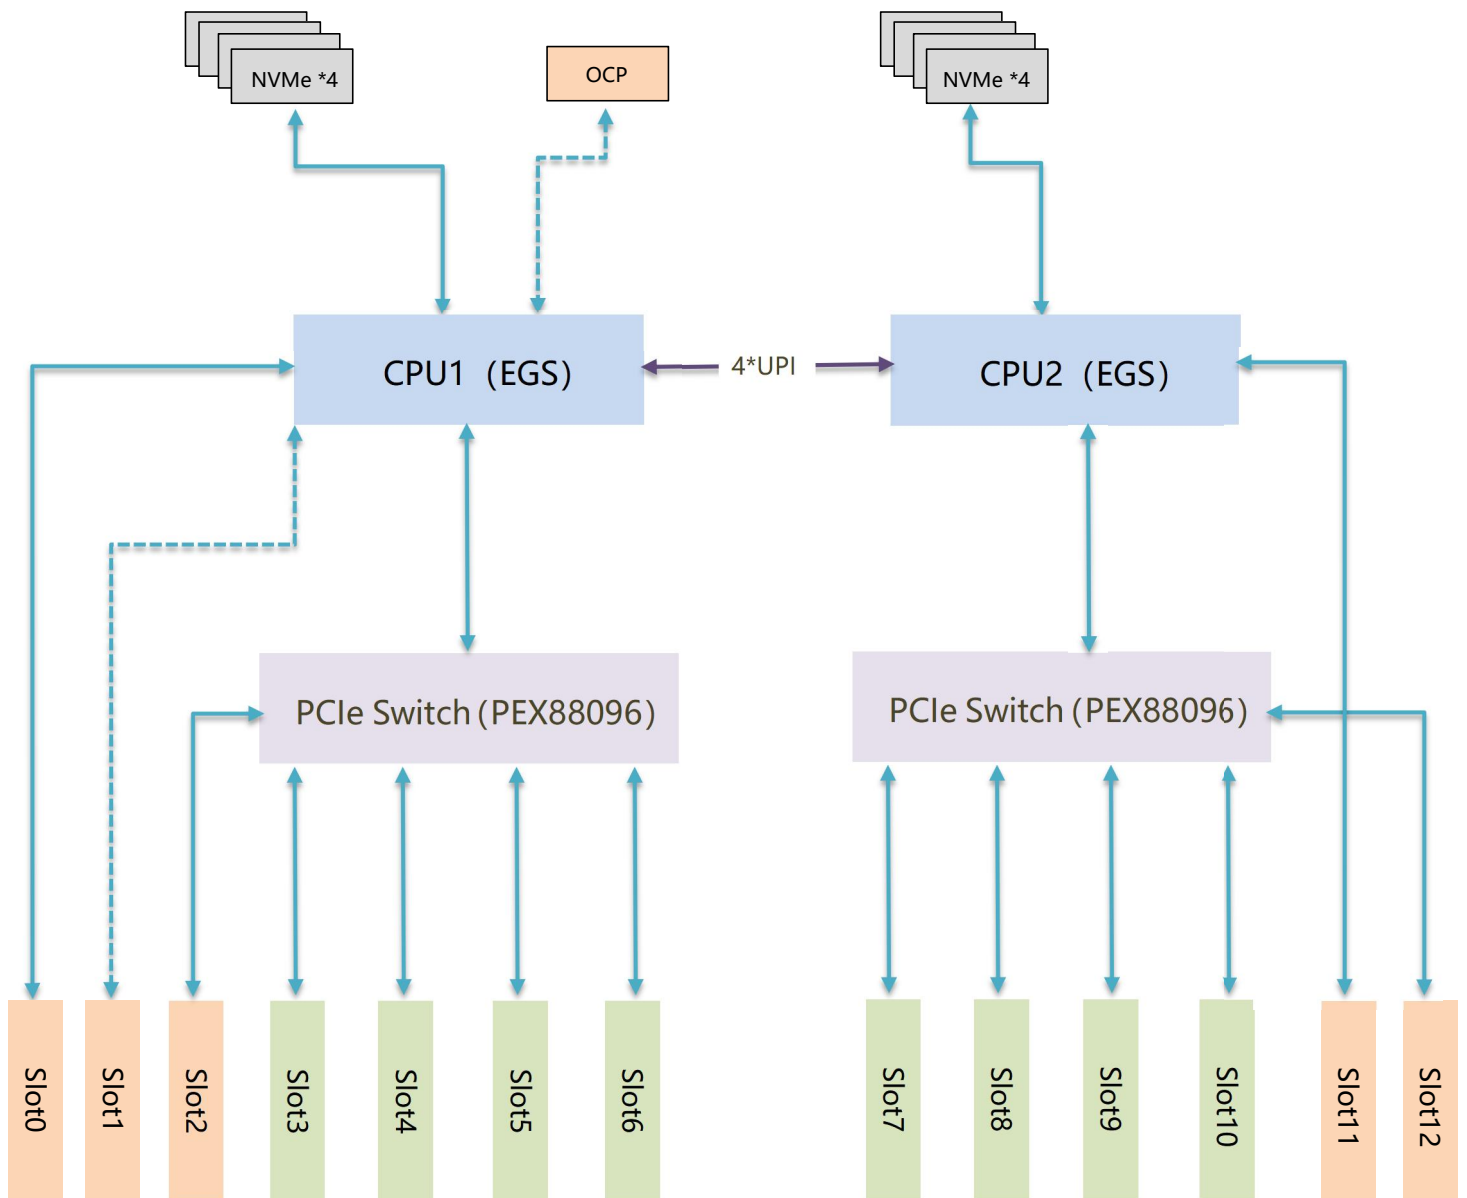 NVMe *4
OCP
NVMe *4
CPU1（EGS）
4*UPI
CPU2（EGS）
PCIe Switch（PEX88096）
PCIe Switch（PEX88096）
Slot0
Slot1
Slot2
Slot3
Slot4
Slot5
Slot6
Slot7
Slot8
Slot9
Slot10
Slot11
Slot12